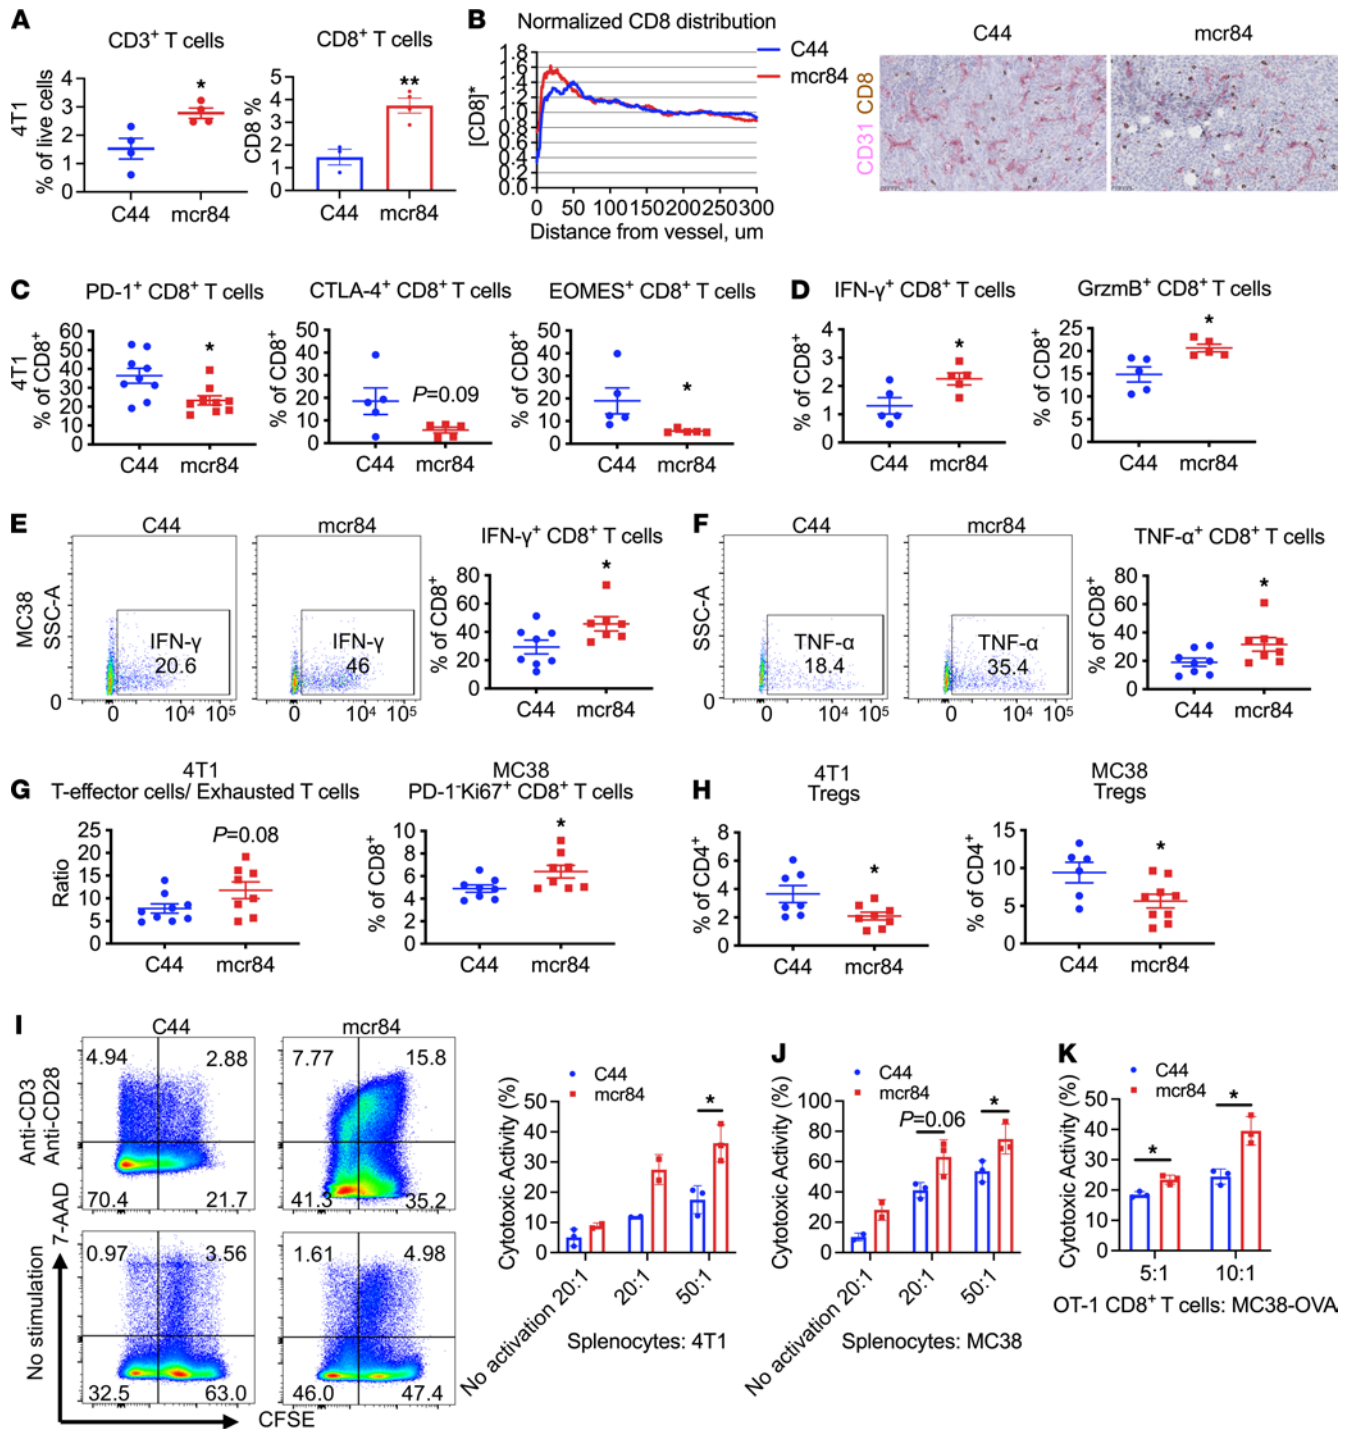 A
CD3+ T cells
CD8+ T cells
4T1
% of live cells
5
4
3
2
1
0
*
C44
mcr84
CD8 %
5
4
3
2
1
0
**
C44
mcr84
B
Normalized CD8 distribution
[CD8]*
1.8
1.6
1.4
1.2
1.0
0.8
0.6
0.4
0.2
0.0
0
50
100
150
200
250
300
Distance from vessel, um
C44
mcr84
C44
mcr84
CD31 CD8
C
PD-1+ CD8+ T cells
4T1
% of CD8+
60
50
40
30
20
10
0
*
C44
mcr84
CTLA-4+ CD8+ T cells
% of CD8+
50
40
30
20
10
0
P=0.09
C44
mcr84
EOMES+ CD8+ T cells
% of CD8+
50
40
30
20
10
0
*
C44
mcr84
D
IFN-γ+ CD8+ T cells
% of CD8+
4
3
2
1
0
*
C44
mcr84
GrzmB+ CD8+ T cells
% of CD8+
25
20
15
10
5
0
*
C44
mcr84
E
C44
mcr84
MC38
SSC-A
IFN-γ
20.6
IFN-γ
46
0
0
10⁴
10⁵
0
10⁴
10⁵
IFN-γ+ CD8+ T cells
% of CD8+
80
60
40
20
0
*
C44
mcr84
F
C44
mcr84
SSC-A
TNF-α
18.4
TNF-α
35.4
0
0
10⁴
10⁵
0
10⁴
10⁵
TNF-α+ CD8+ T cells
% of CD8+
80
60
40
20
0
*
C44
mcr84
G
4T1
T-effector cells/ Exhausted T cells
Ratio
25
20
15
10
5
0
P=0.08
C44
mcr84
MC38
PD-1-Ki67+ CD8+ T cells
% of CD8+
10
8
6
4
2
0
*
C44
mcr84
H
4T1
Tregs
% of CD4+
8
6
4
2
0
*
C44
mcr84
MC38
Tregs
% of CD4+
15
10
5
0
*
C44
mcr84
I
C44
mcr84
Anti-CD3
Anti-CD28
4.94
2.88
70.4
21.7
7.77
15.8
41.3
35.2
7-AAD
No stimulation
0.97
3.56
32.5
63.0
1.61
4.98
46.0
47.4
CFSE
C44
mcr84
Cytotoxic Activity (%)
50
40
30
20
10
0
*
No activation 20:1
20:1
50:1
Splenocytes: 4T1
J
C44
mcr84
Cytotoxic Activity (%)
100
80
60
40
20
0
P=0.06
*
No activation 20:1
20:1
50:1
Splenocytes: MC38
K
C44
mcr84
Cytotoxic Activity (%)
50
40
30
20
10
0
*
*
5:1
10:1
OT-1 CD8+ T cells: MC38-OVA